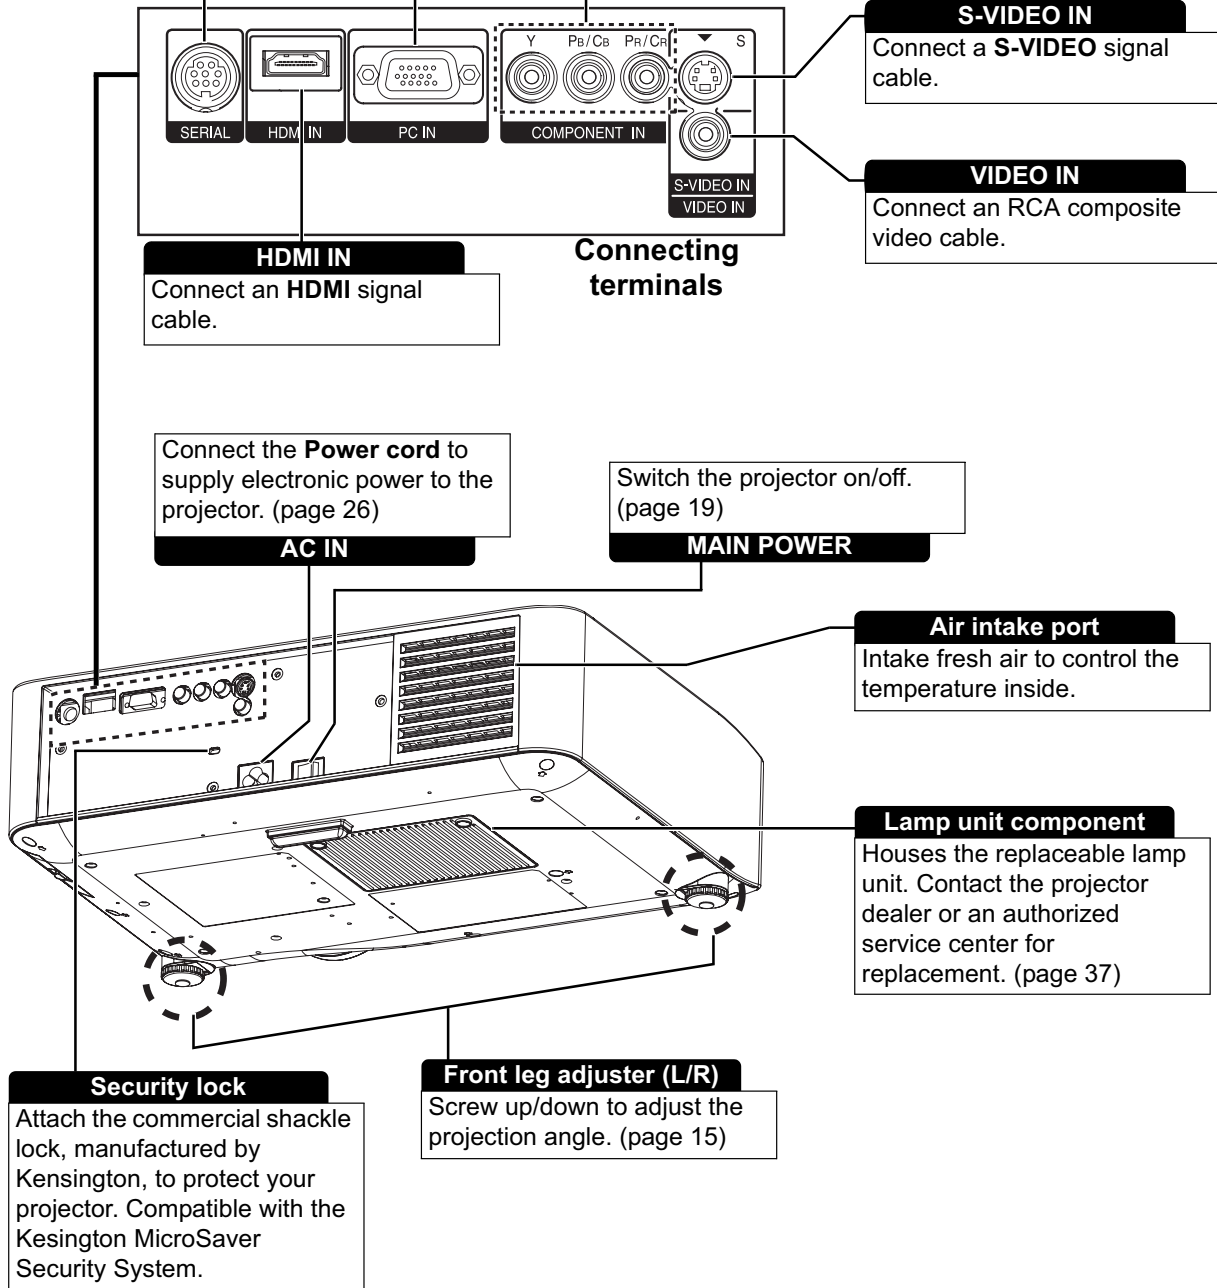 S-VIDEO IN
Connect a S-VIDEO signal
cable.
Y PB/CB PR/CR S
SERIAL HDMI IN PC IN COMPONENT IN
S-VIDEO IN
VIDEO IN
VIDEO IN
Connect an RCA composite
video cable.
HDMI IN
Connect an HDMI signal
cable.
Connecting
terminals
Connect the Power cord to
supply electronic power to the
projector. (page 26)
AC IN
Switch the projector on/off.
(page 19)
MAIN POWER
Air intake port
Intake fresh air to control the
temperature inside.
Lamp unit component
Houses the replaceable lamp
unit. Contact the projector
dealer or an authorized
service center for
replacement. (page 37)
Front leg adjuster (L/R)
Screw up/down to adjust the
projection angle. (page 15)
Security lock
Attach the commercial shackle
lock, manufactured by
Kensington, to protect your
projector. Compatible with the
Kesington MicroSaver
Security System.